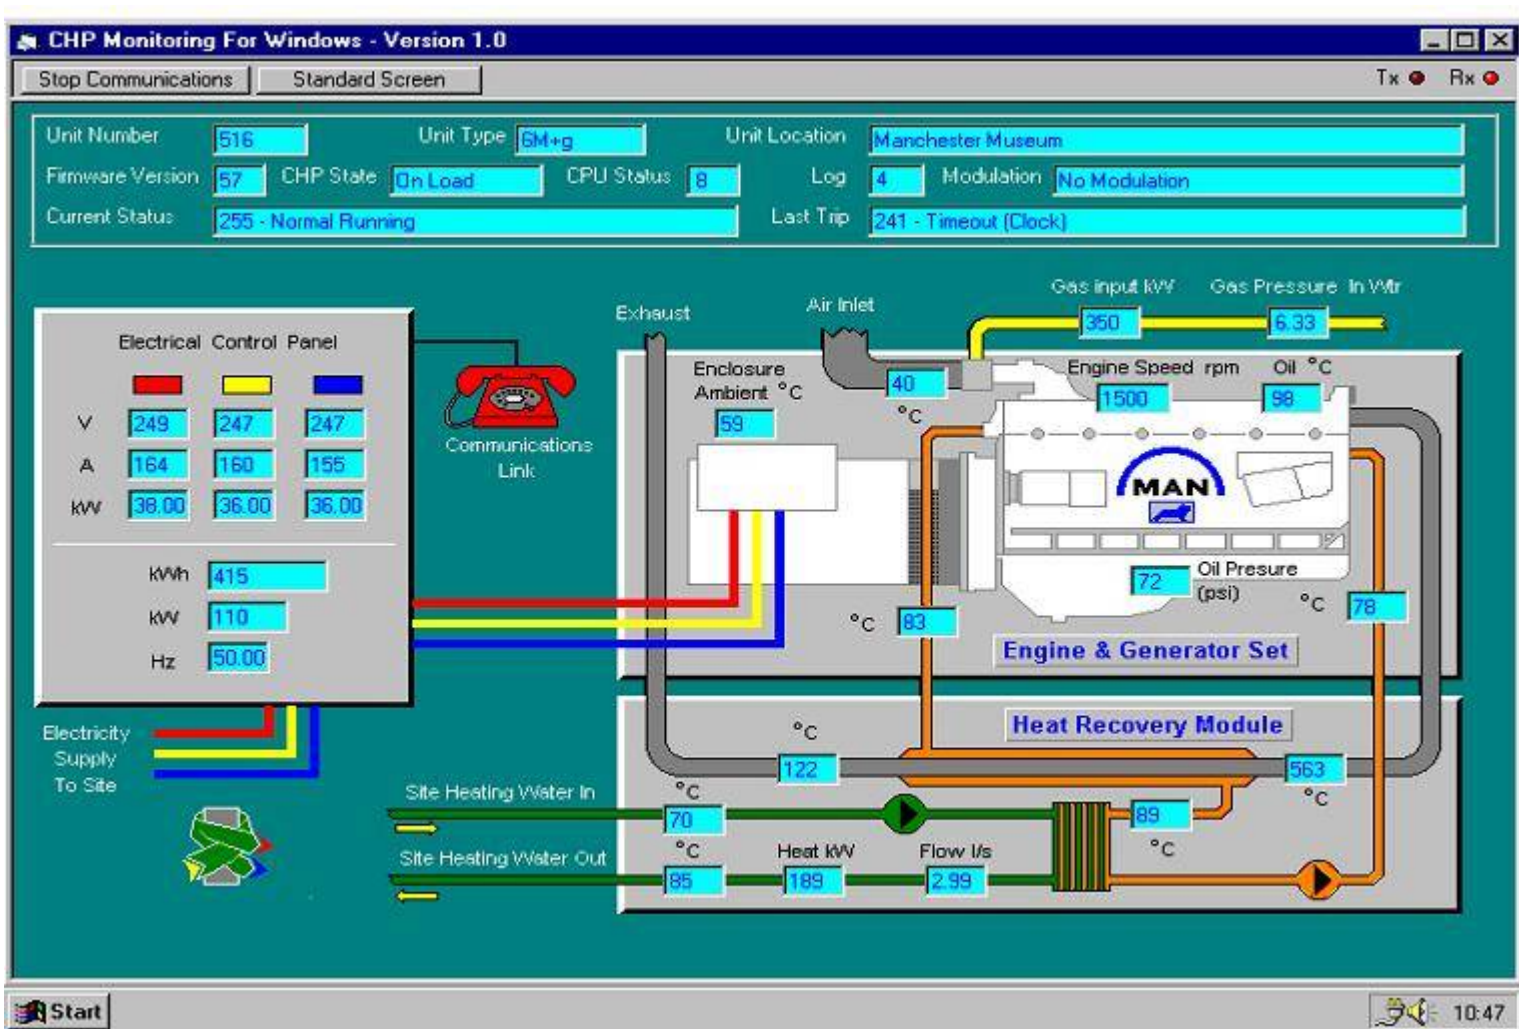 CHP Monitoring For Windows - Version 1.0
Stop Communications Standard Screen Tx Rx
Unit Number 516 Unit Type 6M+g Unit Location Manchester Museum
Firmware Version 57 CHP State On Load CPU Status 8 Log 4 Modulation No Modulation
Current Status 255 - Normal Running Last Trip 241 - Timeout (Clock)
Gas input kW Gas Pressure In Wtr
350 6.33
Exhaust
Air Inlet
Electrical Control Panel
V 249 247 247
A 164 160 155
kW 38.00 36.00 36.00
kWh 415
kW 110
Hz 50.00
Communications
Link
Enclosure
Ambient °C
59
40
°C
Engine Speed rpm Oil °C
1500 98
MAN
72 Oil Presure
(psi)
°C 83
°C 78
Engine & Generator Set
Heat Recovery Module
Electricity
Supply
To Site
°C
122
563
°C
Site Heating Water In
°C
70
89
°C
Site Heating Water Out
°C Heat kW Flow l/s
85 189 2.99
Start 10:47